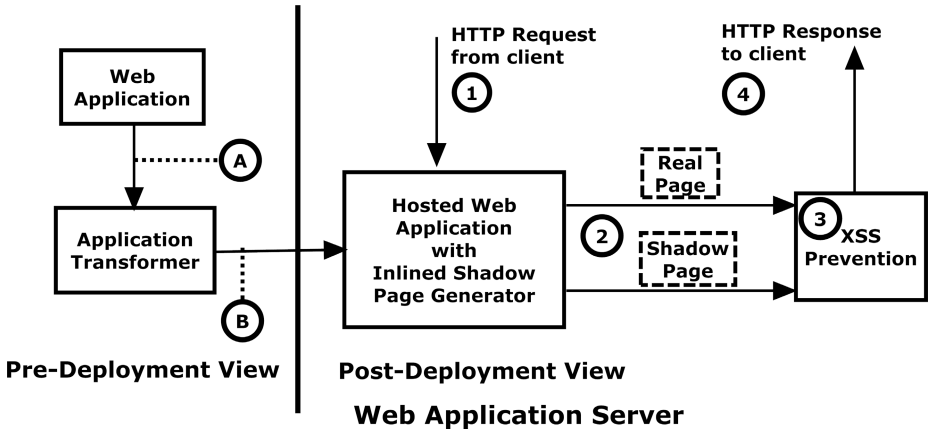 Web
Application
A
Application
Transformer
B
Pre-Deployment View
HTTP Request
from client
1
Hosted Web
Application
with
Inlined Shadow
Page Generator
2
Real
Page
Shadow
Page
3
XSS
Prevention
HTTP Response
to client
4
Post-Deployment View
Web Application Server